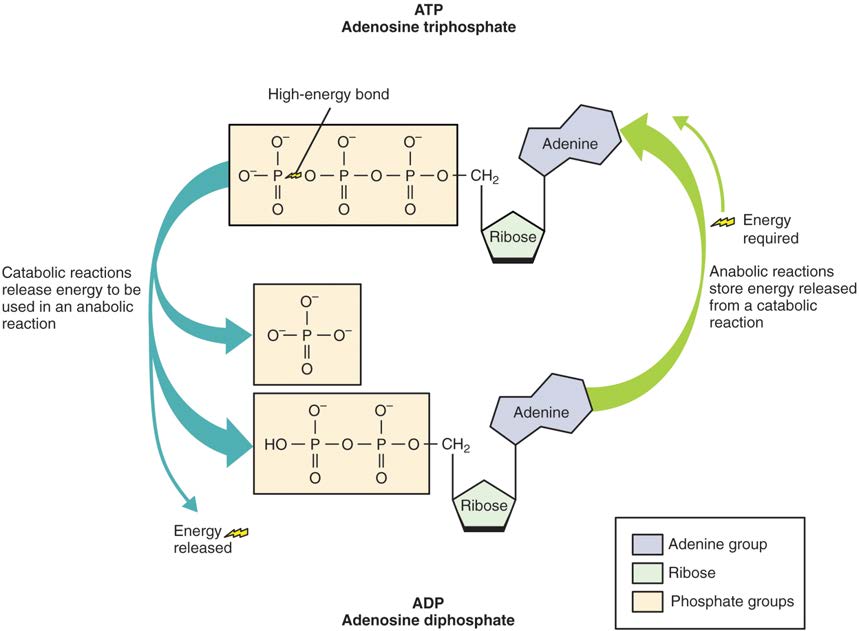 ATP
Adenosine triphosphate
High-energy bond
O⁻ O⁻ O⁻
O⁻ — P O — P — O — P — O — CH₂
O O O
Adenine
Ribose
Energy
required
Catabolic reactions
release energy to be
used in an anabolic
reaction
Anabolic reactions
store energy released
from a catabolic
reaction
O⁻
O⁻ — P — O⁻
O
O⁻ O⁻
HO — P — O — P — O — CH₂
O O
Adenine
Ribose
Energy
released
Adenine group
Ribose
Phosphate groups
ADP
Adenosine diphosphate